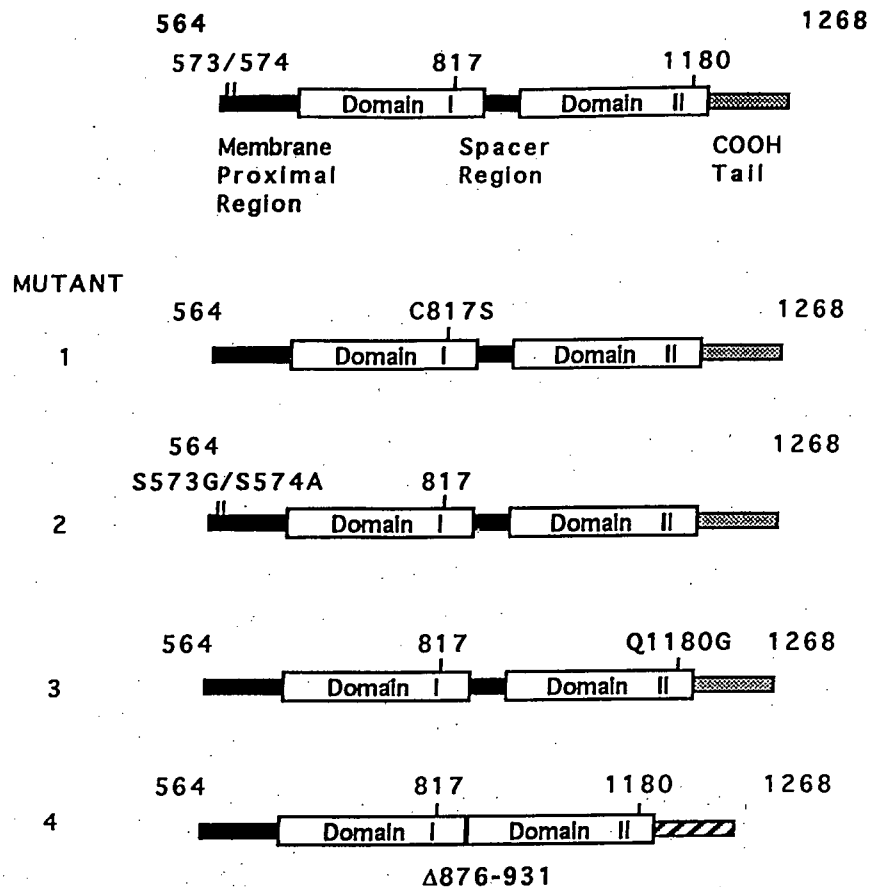 564 1268
573/574 817 1180
Domain I Domain II
Membrane Proximal Region
Spacer Region
COOH Tail
MUTANT
564 C817S 1268
1 Domain I Domain II
564 1268
S573G/S574A 817
2 Domain I Domain II
564 817 Q1180G 1268
3 Domain I Domain II
564 817 1180 1268
4 Domain I Domain II
Δ876-931